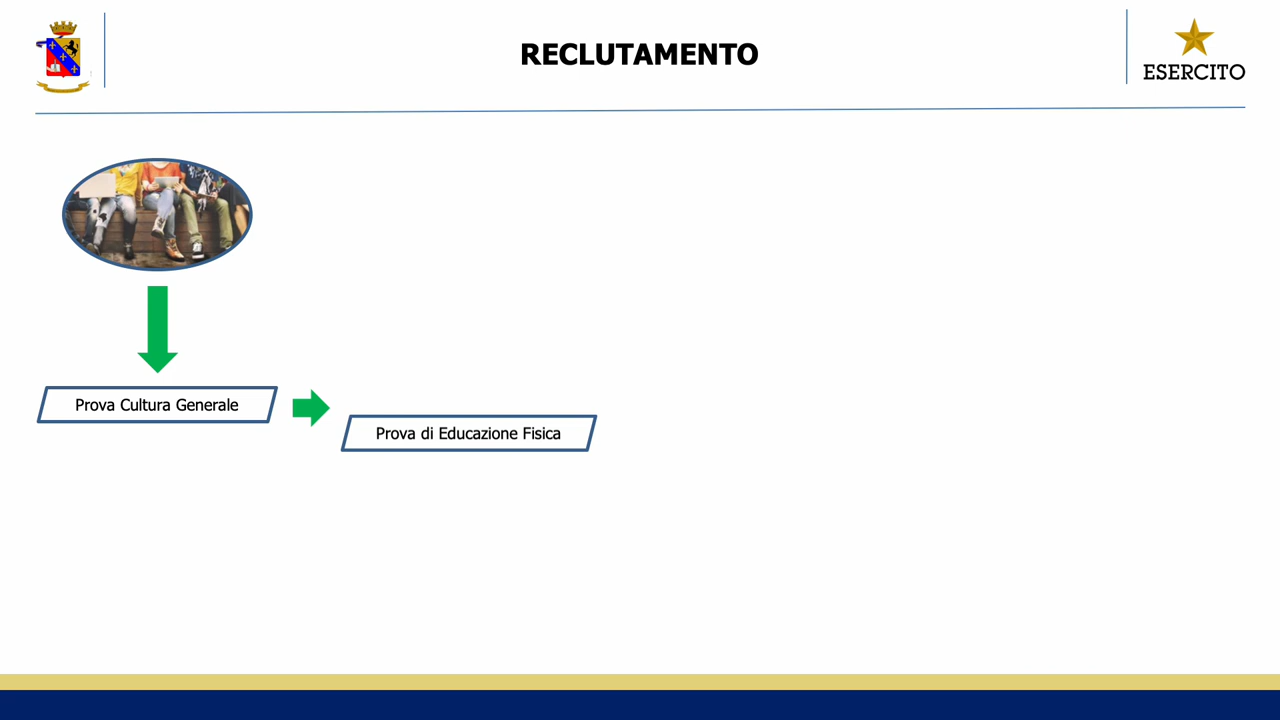 RECLUTAMENTO
ESERCITO
Prova Cultura Generale
Prova di Educazione Fisica